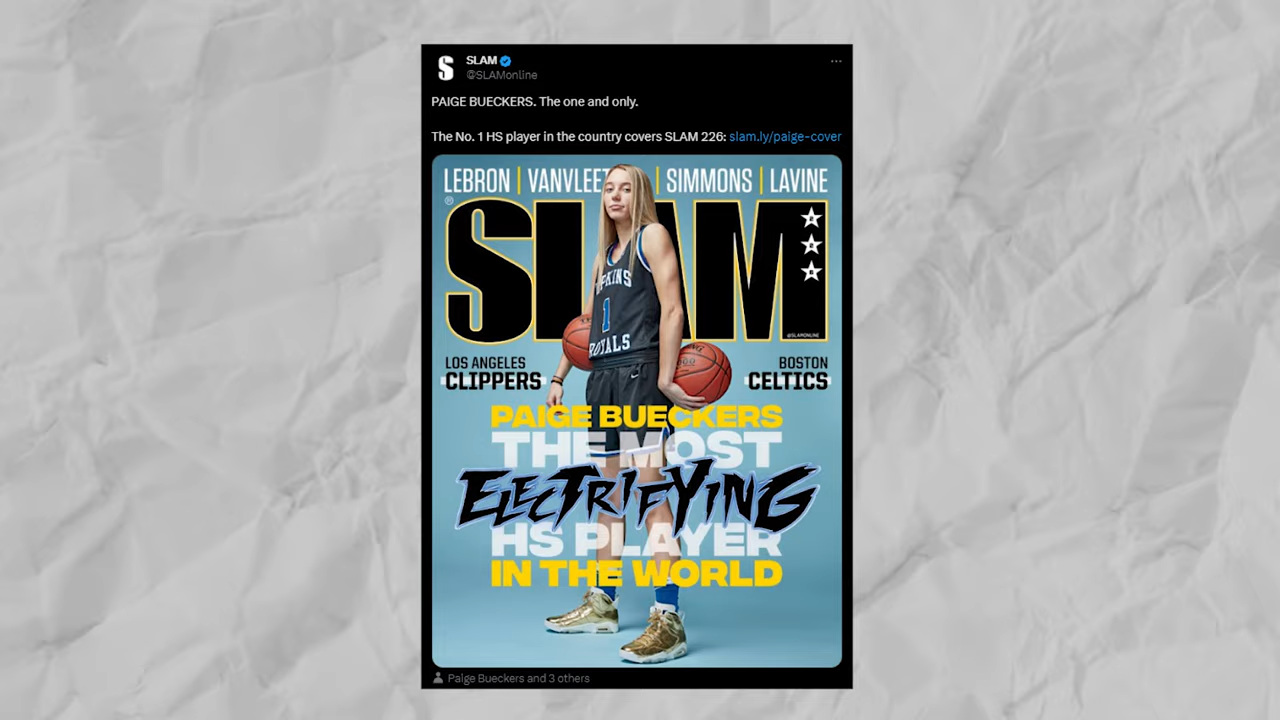 SLAM
@SLAMonline
PAIGE BUECKERS. The one and only.
The No. 1 HS player in the country covers SLAM 226: slam.ly/paige-cover
LEBRON | VANVLEET | SIMMONS | LAVINE
SLAM
®
@SLAMONLINE
PKINS
1
ROYALS
LOS ANGELES
CLIPPERS
BOSTON
CELTICS
PAIGE BUECKERS
THE MOST
ELECTRIFYING
HS PLAYER
IN THE WORLD
Paige Bueckers and 3 others